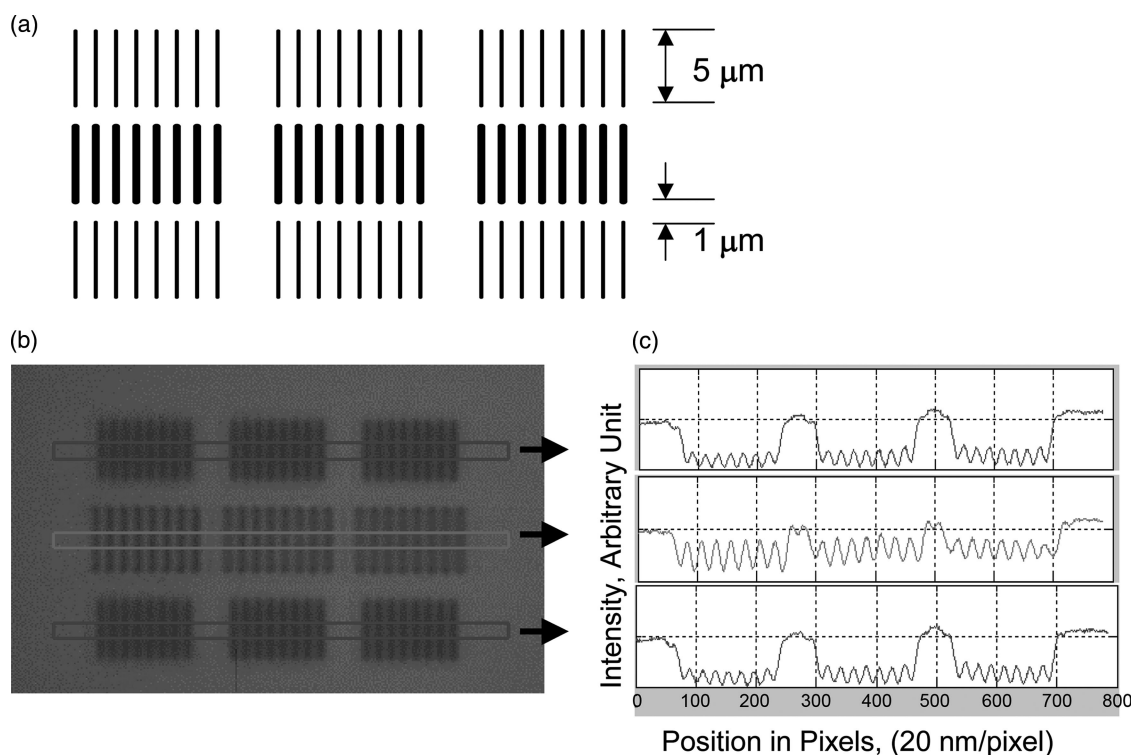 (a)
5 μm
1 μm
(b)
(c)
Intensity, Arbitrary Unit
0 100 200 300 400 500 600 700 800
Position in Pixels, (20 nm/pixel)